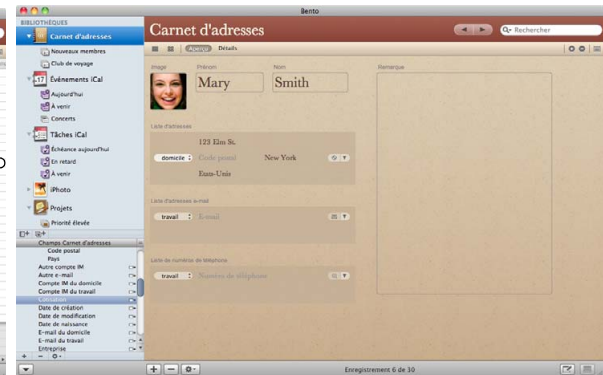 Bento
BIBLIOTHÈQUES
Carnet d'adresses
Nouveaux membres
Club de voyage
Événements iCal
Aujourd'hui
À venir
Concerts
Tâches iCal
Échéance aujourd'hui
En retard
À venir
iPhoto
Projets
Priorité élevée
Champs Carnet d'adresses
Code postal
Pays
Autre compte IM
Autre e-mail
Compte IM du domicile
Compte IM du travail
Cotisation
Date de création
Date de modification
Date de naissance
E-mail du domicile
E-mail du travail
Entreprise
Carnet d'adresses
Rechercher
Aperçu Détails
Image Prénom Nom Remarque
Mary Smith
Liste d'adresses
123 Elm St.
domicile Code postal New York
États-Unis
Liste d'adresses e-mail
travail E-mail
Liste de numéros de téléphone
travail Numéro de téléphone
Enregistrement 6 de 30